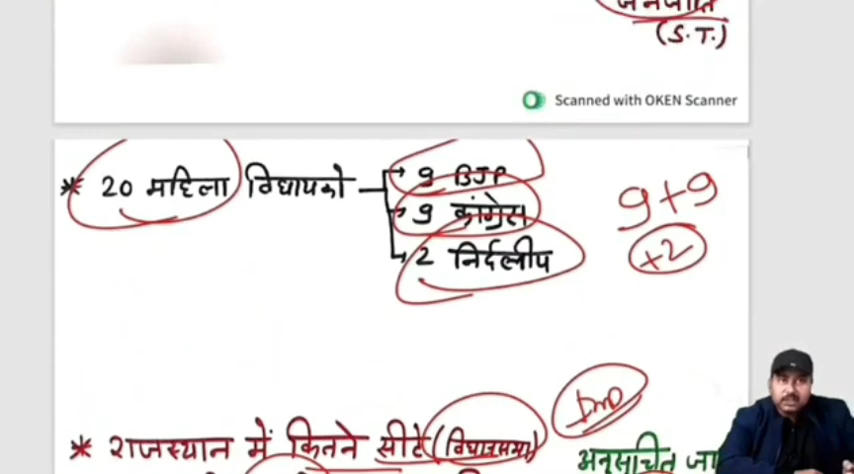 जनजाति
(S.T.)
Scanned with OKEN Scanner
* 20 महिला विधायको
→ 9 BJP
→ 9 कांग्रेस
→ 2 निर्दलीय
9+9
+2
* राजस्थान में कितने सीटे (विधानसभा)
Imp
अनुसूचित जा